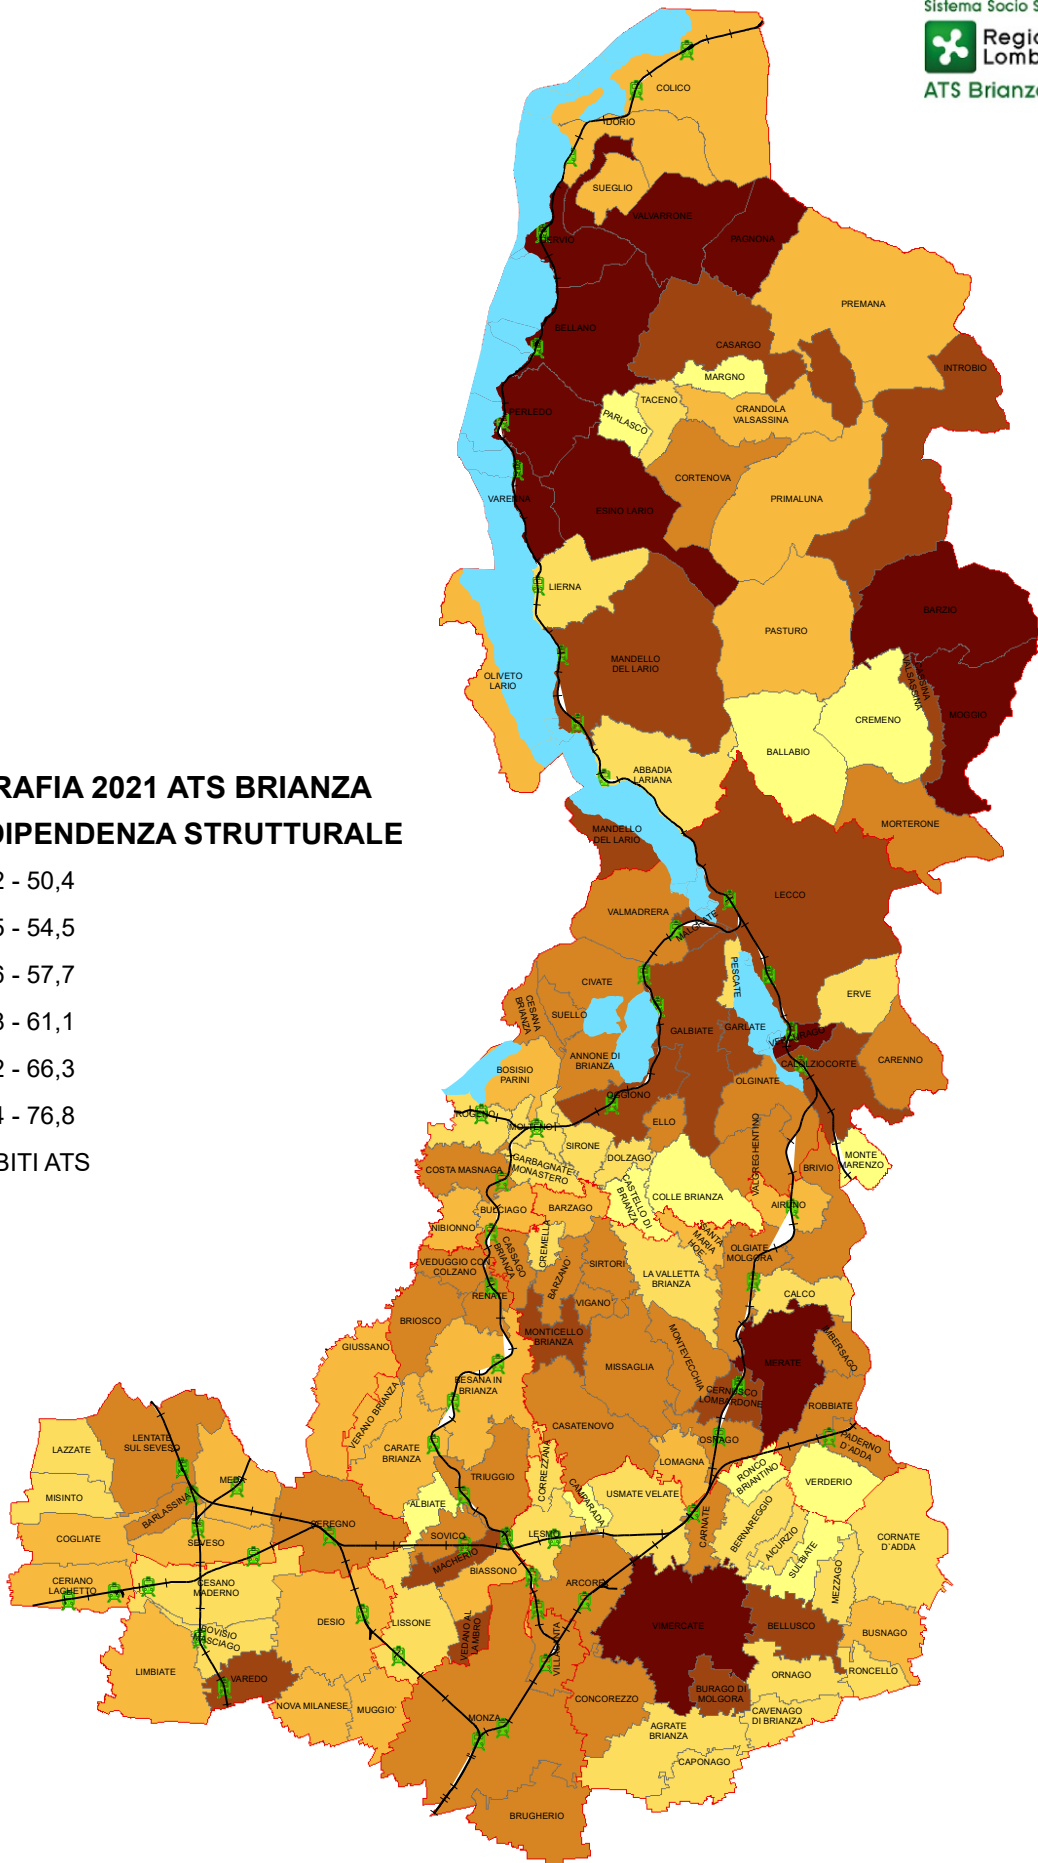 Sistema Socio S
Regio
Lomb
ATS Brianza
COLICO
DORIO
SUEGLIO
VALVARRONE
PAGNONA
DERVIO
PREMANA
BELLANO
CASARGO
INTROBIO
MARGNO
TACENO
CRANDOLA
VALSASSINA
PERLEDO
PARLASCO
CORTENOVA
PRIMALUNA
VARENNA
ESINO LARIO
LIERNA
BARZIO
PASTURO
MANDELLO
DEL LARIO
OLIVETO
LARIO
CASSINA
VALSASSINA
CREMENO
MOGGIO
BALLABIO
ABBADIA
LARIANA
RAFIA 2021 ATS BRIANZA
DIPENDENZA STRUTTURALE
2 - 50,4
5 - 54,5
6 - 57,7
3 - 61,1
2 - 66,3
4 - 76,8
BITI ATS
MORTERONE
MANDELLO
DEL LARIO
LECCO
VALMADRERA
MALGRATE
PESCATE
CIVATE
ERVE
CESANA
BRIANZA
SUELLO
GALBIATE
GARLATE
VERCURAGO
ANNONE DI
BRIANZA
CALOLZIOCORTE
CARENNO
BOSISIO
PARINI
OLGINATE
OGGIONO
ROGENO
MOLTENO
ELLO
SIRONE
DOLZAGO
VALGREGHENTINO
BRIVIO
MONTE
MARENZO
COSTA MASNAGA
GARBAGNATE
MONASTERO
CASTELLO DI
BRIANZA
COLLE BRIANZA
BULCIAGO
BARZAGO
AIRUNO
NIBIONNO
CREMELLA
SANTA
MARIA
HOE`
OLGIATE
MOLGORA
CASSAGO
BRIANZA
VEDUGGIO CON
COLZANO
BARZANO`
SIRTORI
LA VALLETTA
BRIANZA
RENATE
VIGANO`
CALCO
BRIOSCO
MONTICELLO
BRIANZA
MONTEVECCHIA
IMBERSAGO
GIUSSANO
MISSAGLIA
MERATE
BESANA IN
BRIANZA
VERANO BRIANZA
CERNUSCO
LOMBARDONE
ROBBIATE
CASATENOVO
LENTATE
SUL SEVESO
LAZZATE
CARATE
BRIANZA
OSNAGO
PADERNO
D'ADDA
LOMAGNA
TRIUGGIO
CORREZZANA
RONCO
BRIANTINO
VERDERIO
MEDA
MISINTO
ALBIATE
CAMPARADA
USMATE VELATE
BARLASSINA
SEREGNO
BERNAREGGIO
COGLIATE
SEVESO
SOVICO
LESMO
CARNATE
AICURZIO
SULBIATE
CORNATE
D`ADDA
MACHERIO
BIASSONO
CERIANO
LAGHETTO
CESANO
MADERNO
ARCORE
MEZZAGO
DESIO
LISSONE
VEDANO AL
LAMBRO
VIMERCATE
BELLUSCO
BUSNAGO
BOVISIO
MASCIAGO
VILLASANTA
LIMBIATE
VAREDO
ORNAGO
RONCELLO
BURAGO DI
MOLGORA
CONCOREZZO
NOVA MILANESE
MUGGIO`
CAVENAGO
DI BRIANZA
MONZA
AGRATE
BRIANZA
CAPONAGO
BRUGHERIO